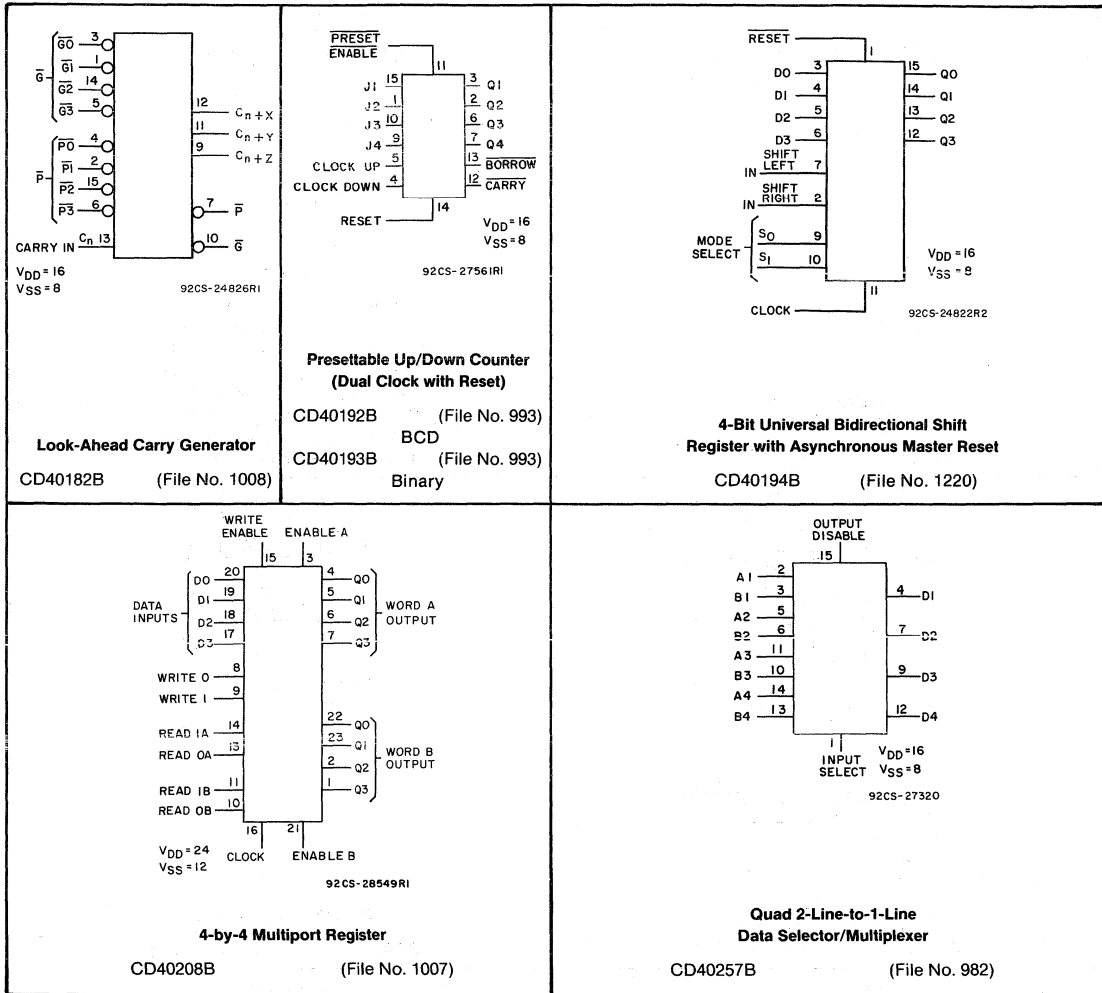 G̅0̅ 3
G̅1̅ 1
G̅ G̅2̅ 14
G̅3̅ 5
P̅0̅ 4
P̅1̅ 2
P̅ P̅2̅ 15
P̅3̅ 6
CARRY IN Cn 13
12 Cn+X
11 Cn+Y
9 Cn+Z
7 P̅
10 G̅
VDD = 16
VSS = 8
92CS-24826R1
Look-Ahead Carry Generator
CD40182B (File No. 1008)
P̅R̅E̅S̅E̅T̅
E̅N̅A̅B̅L̅E̅
11
J1 15
J2 1
J3 10
J4 9
CLOCK UP 5
CLOCK DOWN 4
RESET 14
3 Q1
2 Q2
6 Q3
7 Q4
13 B̅O̅R̅R̅O̅W̅
12 C̅A̅R̅R̅Y̅
VDD = 16
VSS = 8
92CS-27561R1
Presettable Up/Down Counter
(Dual Clock with Reset)
CD40192B (File No. 993)
BCD
CD40193B (File No. 993)
Binary
R̅E̅S̅E̅T̅ 1
D0 3
D1 4
D2 5
D3 6
SHIFT
LEFT
IN 7
SHIFT
RIGHT
IN 2
MODE
SELECT
S0 9
S1 10
CLOCK 11
15 Q0
14 Q1
13 Q2
12 Q3
VDD = 16
VSS = 8
92CS-24822R2
4-Bit Universal Bidirectional Shift
Register with Asynchronous Master Reset
CD40194B (File No. 1220)
WRITE
ENABLE ENABLE A
15 3
DATA
INPUTS
D0 20
D1 19
D2 18
D3 17
WRITE 0 8
WRITE 1 9
READ 1A 14
READ 0A 13
READ 1B 11
READ 0B 10
4 Q0
5 Q1
6 Q2
7 Q3
WORD A
OUTPUT
22 Q0
23 Q1
2 Q2
1 Q3
WORD B
OUTPUT
16 21
CLOCK ENABLE B
VDD = 24
VSS = 12
92CS-28549R1
4-by-4 Multiport Register
CD40208B (File No. 1007)
OUTPUT
DISABLE
15
A1 2
B1 3
A2 5
B2 6
A3 11
B3 10
A4 14
B4 13
4 D1
7 D2
9 D3
12 D4
1
INPUT
SELECT
VDD = 16
VSS = 8
92CS-27320
Quad 2-Line-to-1-Line
Data Selector/Multiplexer
CD40257B (File No. 982)